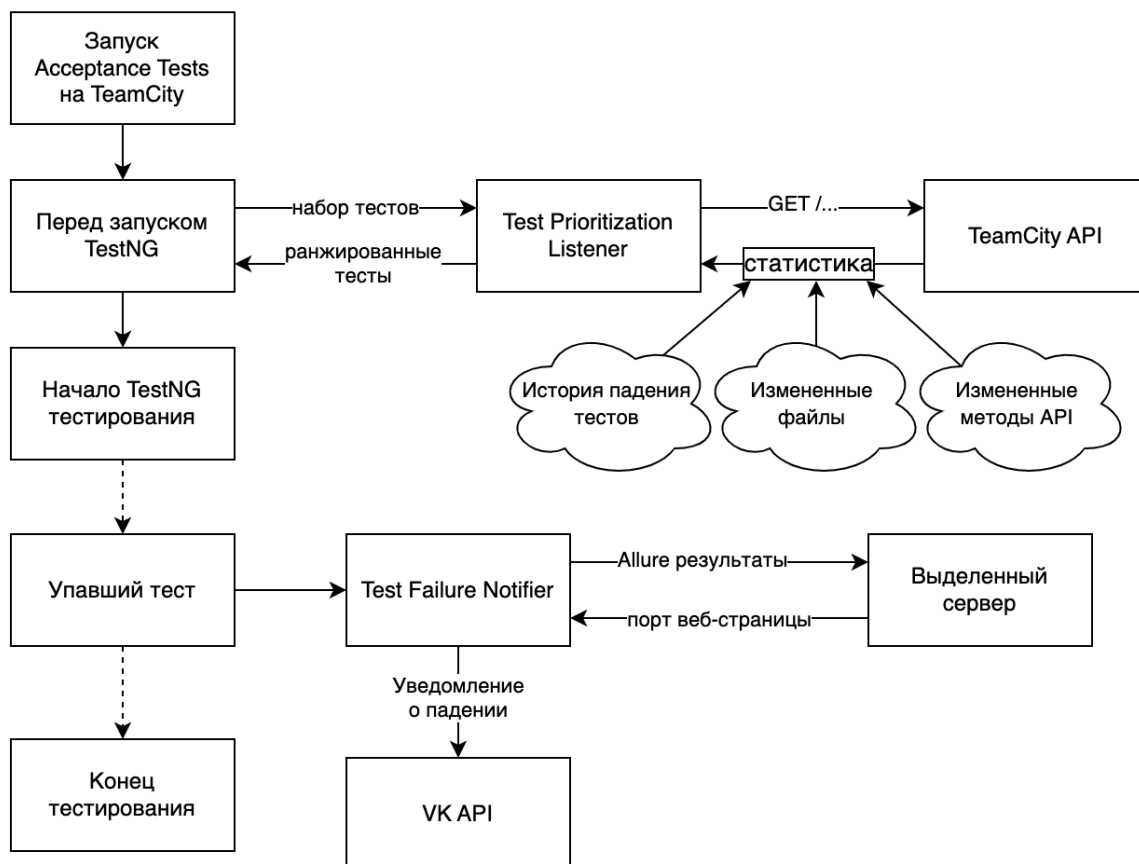 Запуск
Acceptance Tests
на TeamCity
Перед запуском
TestNG
набор тестов
ранжированные
тесты
Test Prioritization
Listener
GET /...
статистика
TeamCity API
Начало TestNG
тестирования
История падения
тестов
Измененные
файлы
Измененные
методы API
Упавший тест
Test Failure Notifier
Allure результаты
порт веб-страницы
Выделенный
сервер
Уведомление
о падении
Конец
тестирования
VK API